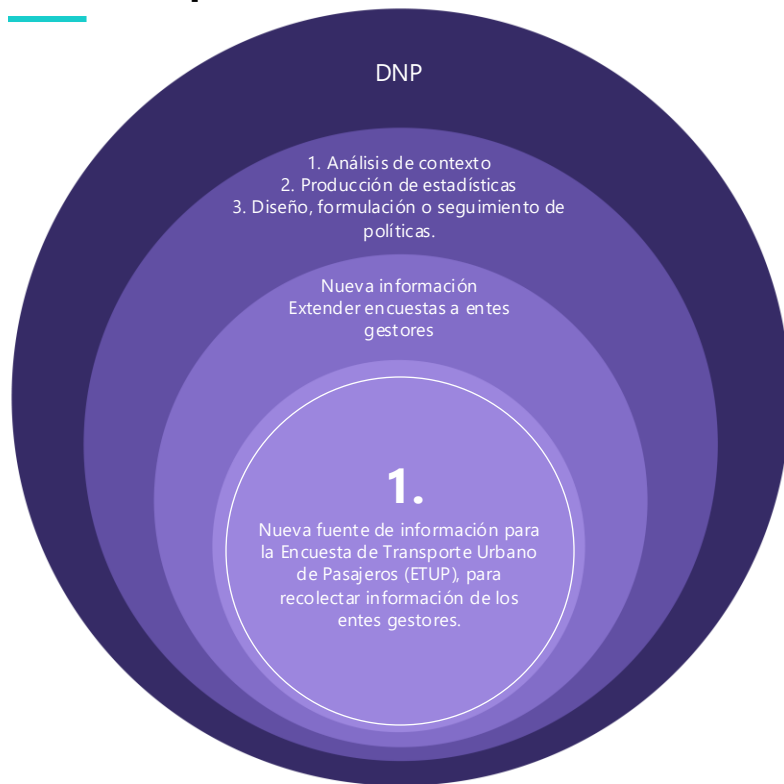 DNP
1. Análisis de contexto
2. Producción de estadísticas
3. Diseño, formulación o seguimiento de
políticas.
Nueva información
Extender encuestas a entes
gestores
1.
Nueva fuente de información para
la Encuesta de Transporte Urbano
de Pasajeros (ETUP), para
recolectar información de los
entes gestores.